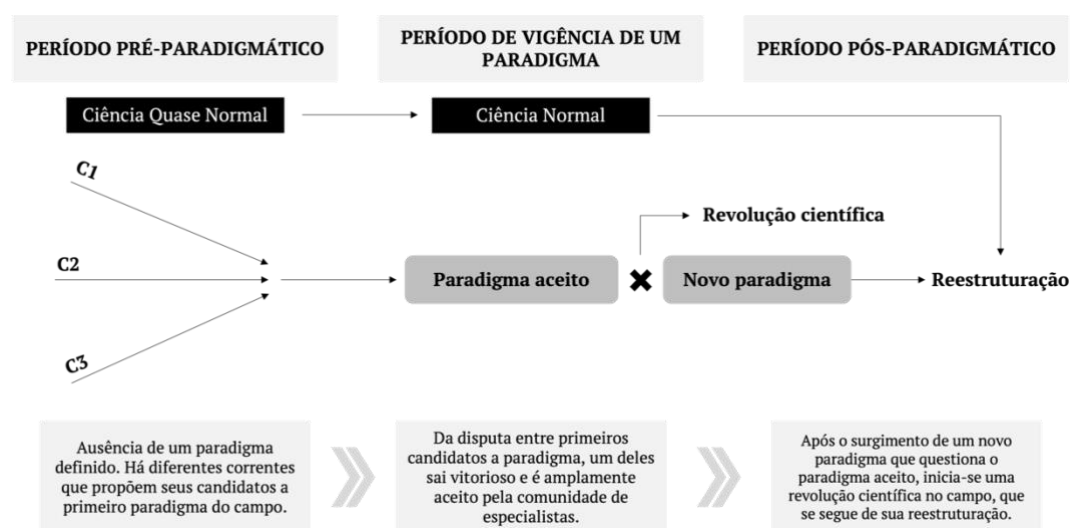 PERÍODO PRÉ-PARADIGMÁTICO
PERÍODO DE VIGÊNCIA DE UM
PARADIGMA
PERÍODO PÓS-PARADIGMÁTICO
Ciência Quase Normal
Ciência Normal
C1
C2
C3
Revolução científica
Paradigma aceito
Novo paradigma
Reestruturação
Ausência de um paradigma
definido. Há diferentes correntes
que propõem seus candidatos a
primeiro paradigma do campo.
Da disputa entre primeiros
candidatos a paradigma, um deles
sai vitorioso e é amplamente
aceito pela comunidade de
especialistas.
Após o surgimento de um novo
paradigma que questiona o
paradigma aceito, inicia-se uma
revolução científica no campo, que
se segue de sua reestruturação.